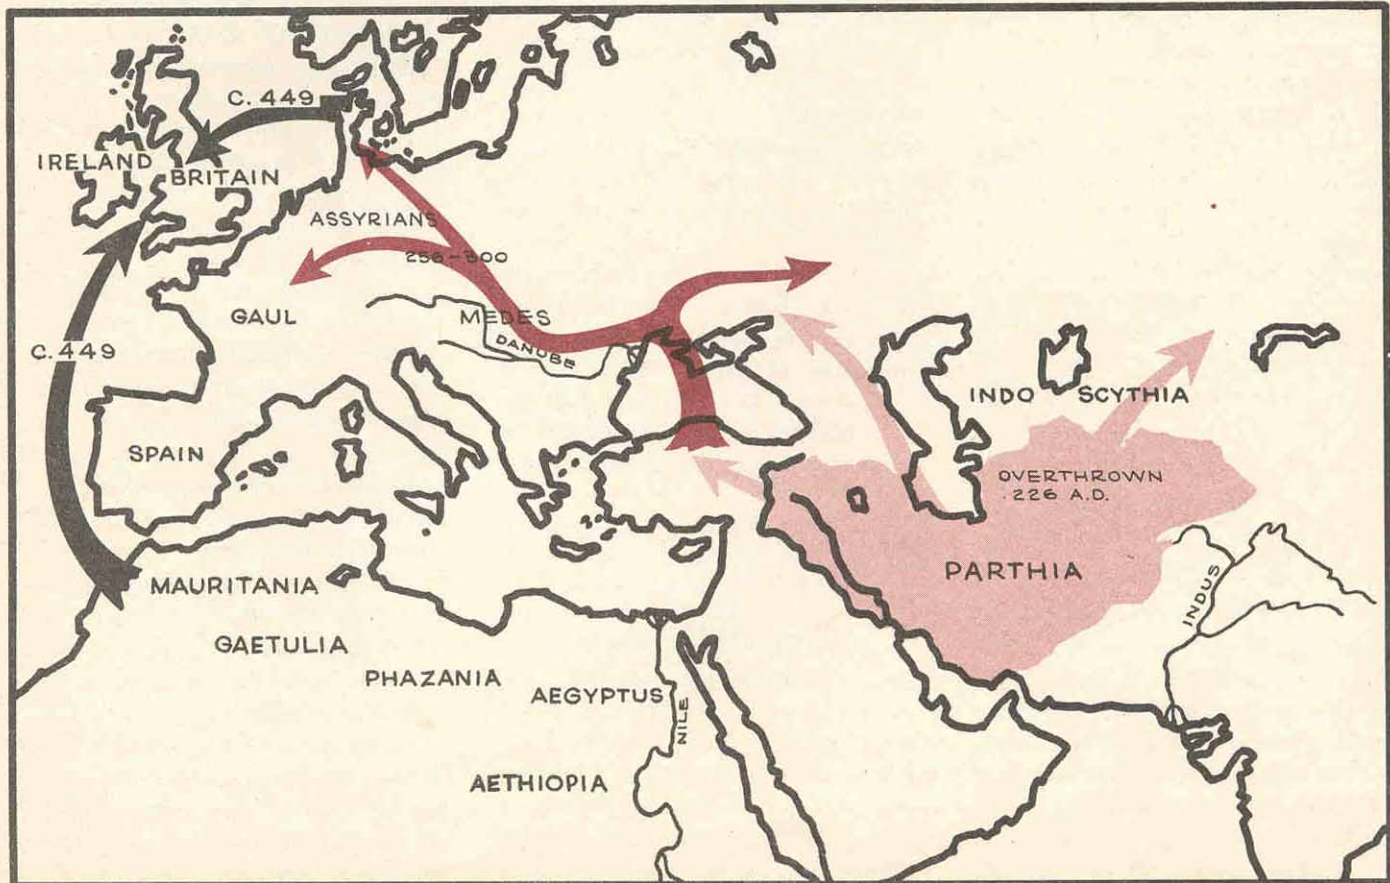 C. 449
IRELAND
BRITAIN
ASSYRIANS
256-300
GAUL
MEDES
DANUBE
C. 449
INDO SCYTHIA
SPAIN
OVERTHROWN
226 A.D.
PARTHIA
MAURITANIA
INDUS
GAETULIA
PHAZANIA
AEGYPTUS
NILE
AETHIOPIA